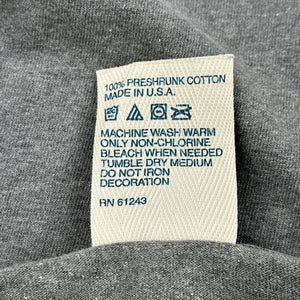 100% PRESHRUNK COTTON
MADE IN U.S.A.
MACHINE WASH WARM
ONLY NON-CHLORINE
BLEACH WHEN NEEDED
TUMBLE DRY MEDIUM
DO NOT IRON
DECORATION
RN 61243